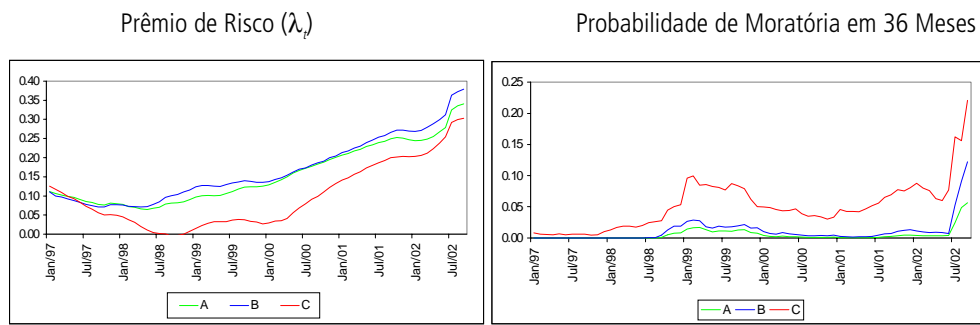 Prêmio de Risco (λt)
0.40
0.35
0.30
0.25
0.20
0.15
0.10
0.05
0.00
Jan/97
Jul/97
Jan/98
Jul/98
Jan/99
Jul/99
Jan/00
Jul/00
Jan/01
Jul/01
Jan/02
Jul/02
A B C
Probabilidade de Moratória em 36 Meses
0.25
0.20
0.15
0.10
0.05
0.00
Jan/97
Jul/97
Jan/98
Jul/98
Jan/99
Jul/99
Jan/00
Jul/00
Jan/01
Jul/01
Jan/02
Jul/02
A B C